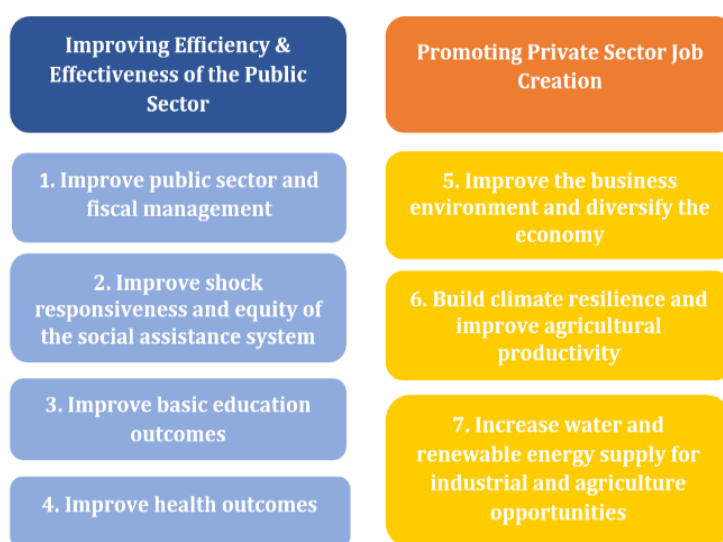 Improving Efficiency &
Effectiveness of the Public
Sector
1. Improve public sector and
fiscal management
2. Improve shock
responsiveness and equity of
the social assistance system
3. Improve basic education
outcomes
4. Improve health outcomes
Promoting Private Sector Job
Creation
5. Improve the business
environment and diversify the
economy
6. Build climate resilience and
improve agricultural
productivity
7. Increase water and
renewable energy supply for
industrial and agriculture
opportunities